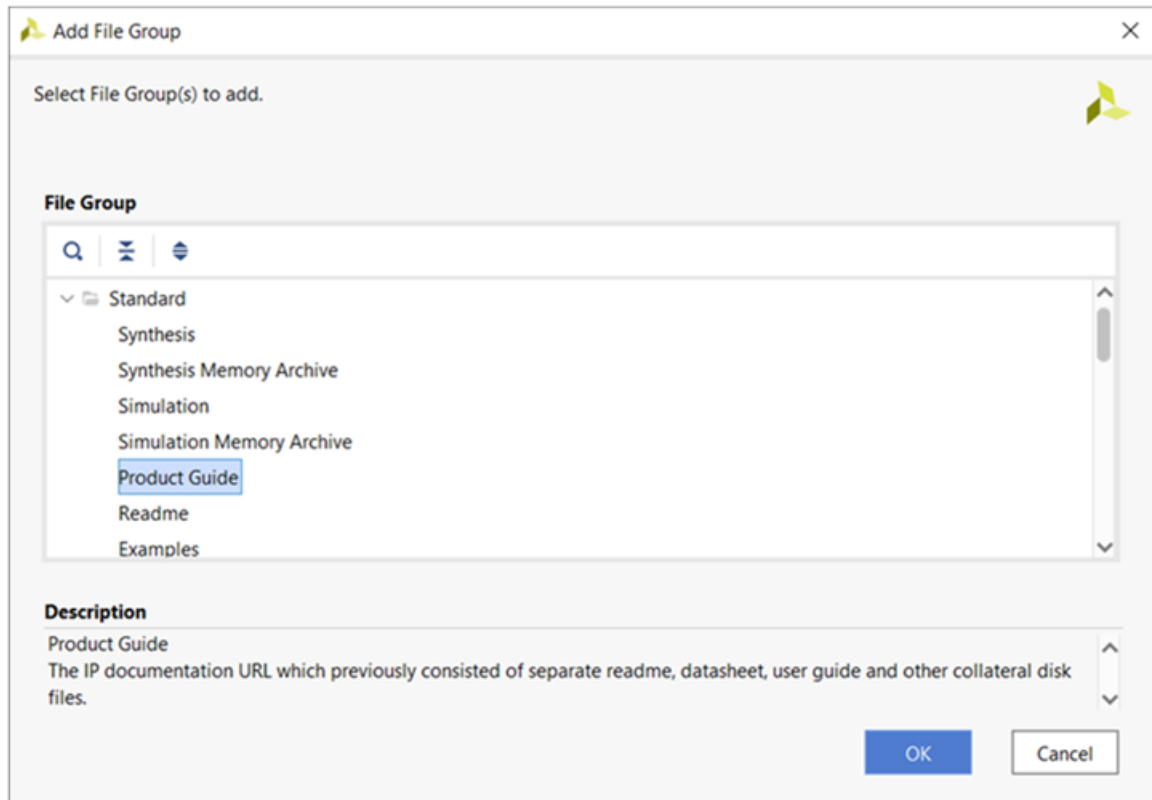 Add File Group
Select File Group(s) to add.
File Group
Standard
Synthesis
Synthesis Memory Archive
Simulation
Simulation Memory Archive
Product Guide
Readme
Examples
Description
Product Guide
The IP documentation URL which previously consisted of separate readme, datasheet, user guide and other collateral disk
files.
OK
Cancel